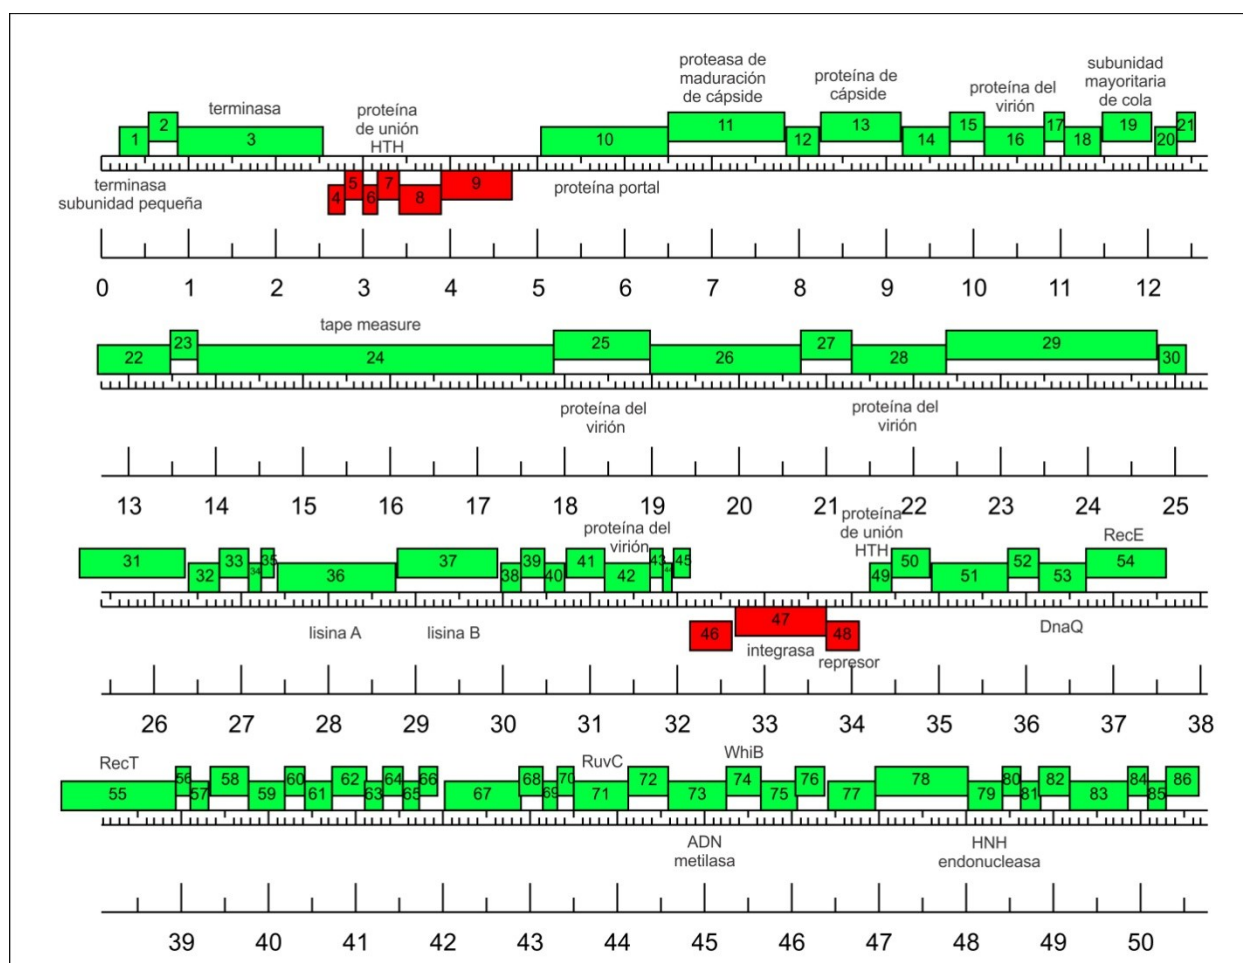 terminasa
proteína
de unión
HTH
proteasa de
maduración
de cápside
proteína de
cápside
proteína del
virión
subunidad
mayoritaria
de cola
1 2 3 10 11 12 13 14 15 16 17 18 19 20 21
4 5 6 7 8 9
terminasa
subunidad pequeña
proteína portal
0 1 2 3 4 5 6 7 8 9 10 11 12
tape measure
22 23 24 25 26 27 28 29 30
proteína del
virión
proteína del
virión
13 14 15 16 17 18 19 20 21 22 23 24 25
proteína del
virión
proteína
de unión
HTH
RecE
31 32 33 34 35 36 37 38 39 40 41 42 43 44 45 49 50 51 52 53 54
46 47 48
lisina A
lisina B
integrasa
represor
DnaQ
26 27 28 29 30 31 32 33 34 35 36 37 38
RecT
RuvC
WhiB
55 56 57 58 59 60 61 62 63 64 65 66 67 68 69 70 71 72 73 74 75 76 77 78 79 80 81 82 83 84 85 86
ADN
metilasa
HNH
endonucleasa
39 40 41 42 43 44 45 46 47 48 49 50